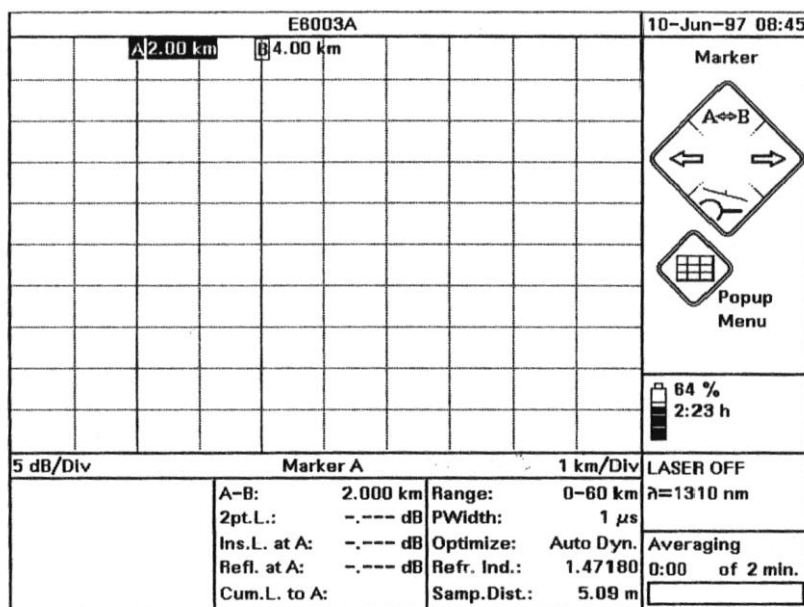 E6003A
10-Jun-97 08:45
A 2.00 km B 4.00 km
Marker
A⇔B
Popup
Menu
64 %
2:23 h
5 dB/Div Marker A 1 km/Div
LASER OFF
λ=1310 nm
A-B: 2.000 km
2pt.L.: -.--- dB
Ins.L. at A: -.--- dB
Refl. at A: -.--- dB
Cum.L. to A:
Range: 0-60 km
PWidth: 1 µs
Optimize: Auto Dyn.
Refr. Ind.: 1.47180
Samp.Dist.: 5.09 m
Averaging
0:00 of 2 min.